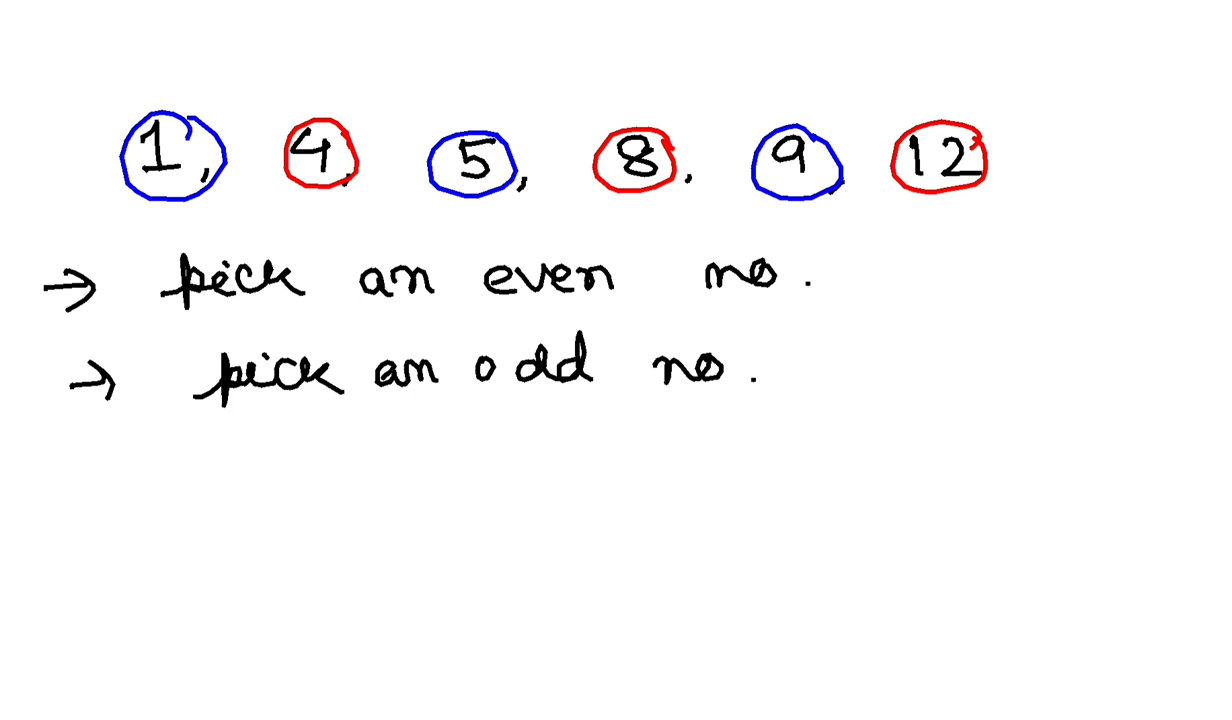 1, 4, 5, 8, 9, 12
→ pick an even no.
→ pick an odd no.